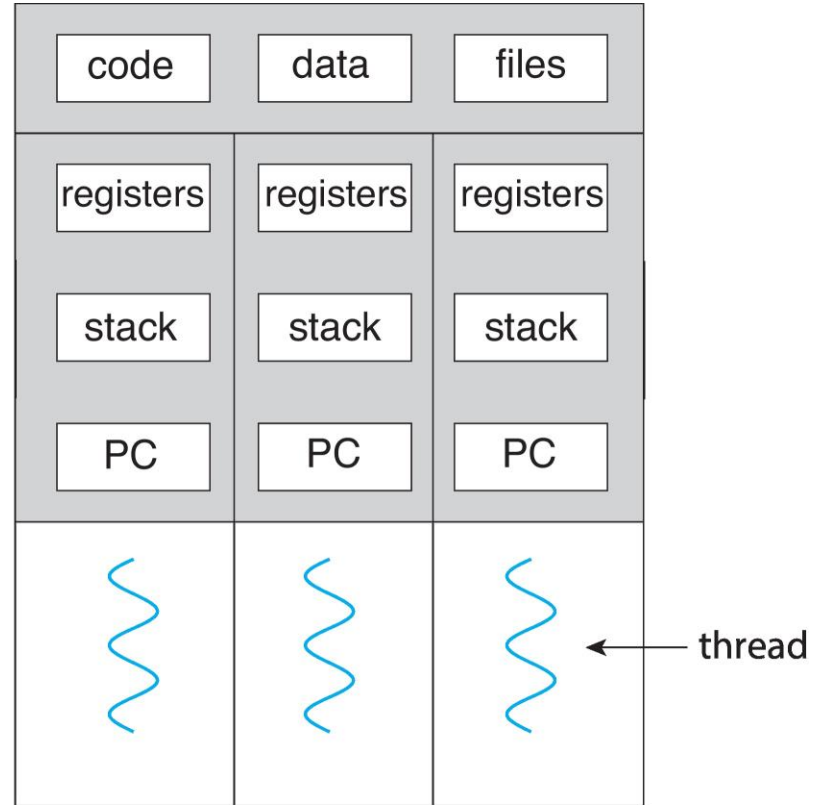 code data files
registers registers registers
stack stack stack
PC PC PC
thread